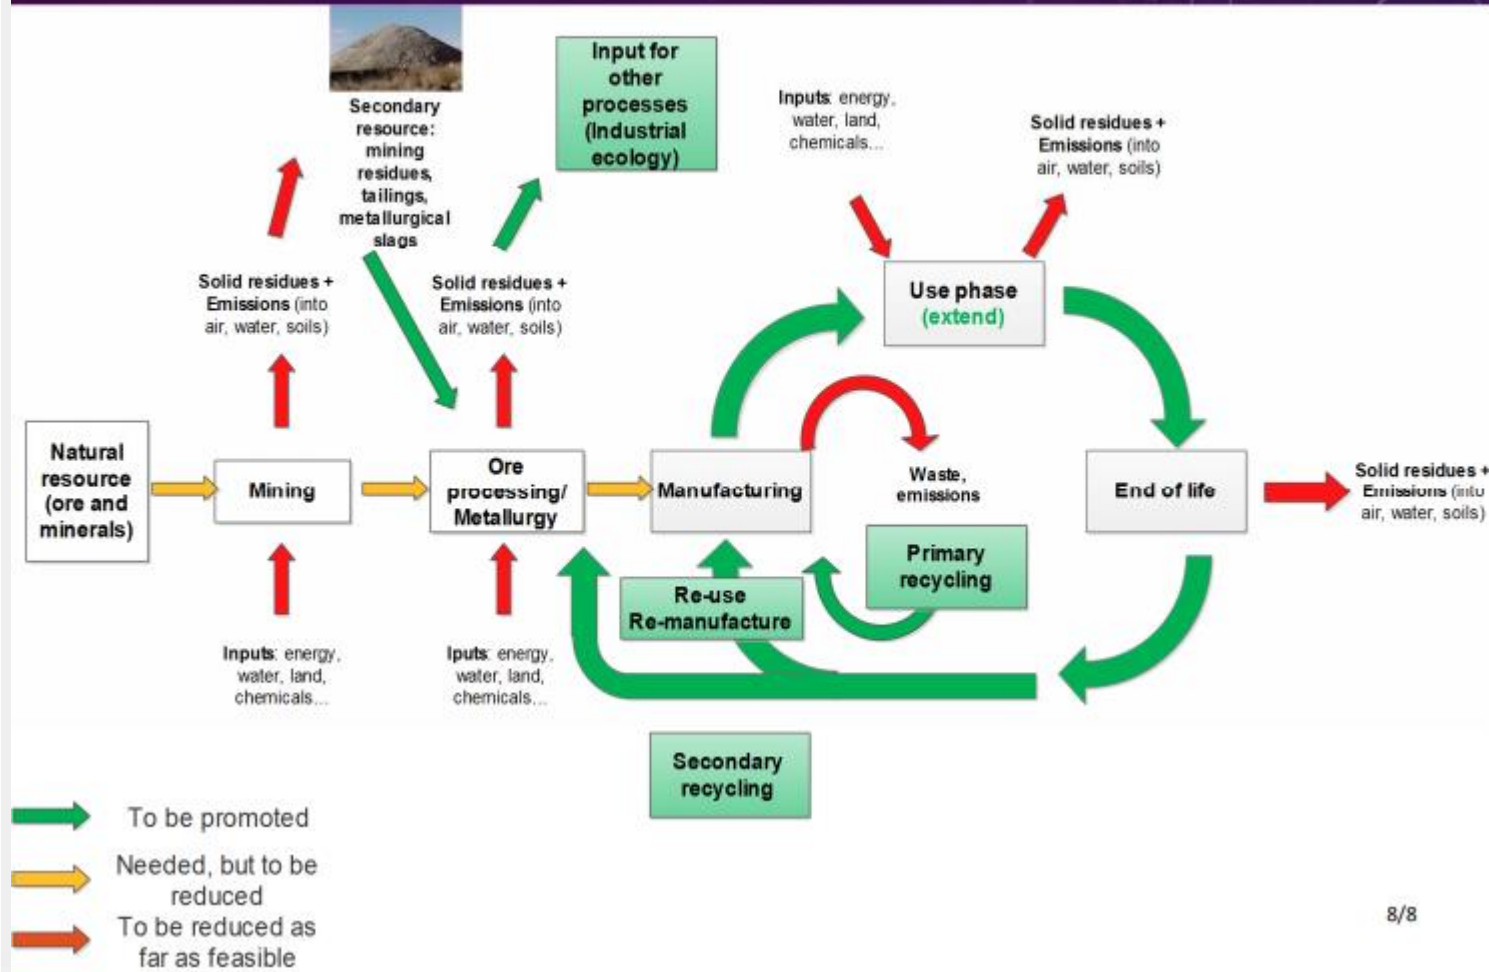 Secondary
resource:
mining
residues,
tailings,
metallurgical
slags
Input for
other
processes
(Industrial
ecology)
Inputs: energy,
water, land,
chemicals...
Solid residues +
Emissions (into
air, water, soils)
Solid residues +
Emissions (into
air, water, soils)
Solid residues +
Emissions (into
air, water, soils)
Use phase
(extend)
Natural
resource
(ore and
minerals)
Mining
Ore
processing/
Metallurgy
Manufacturing
Waste,
emissions
End of life
Solid residues +
Emissions (into
air, water, soils)
Primary
recycling
Re-use
Re-manufacture
Inputs: energy,
water, land,
chemicals...
Iputs: energy,
water, land,
chemicals...
Secondary
recycling
To be promoted
Needed, but to be
reduced
To be reduced as
far as feasible
8/8